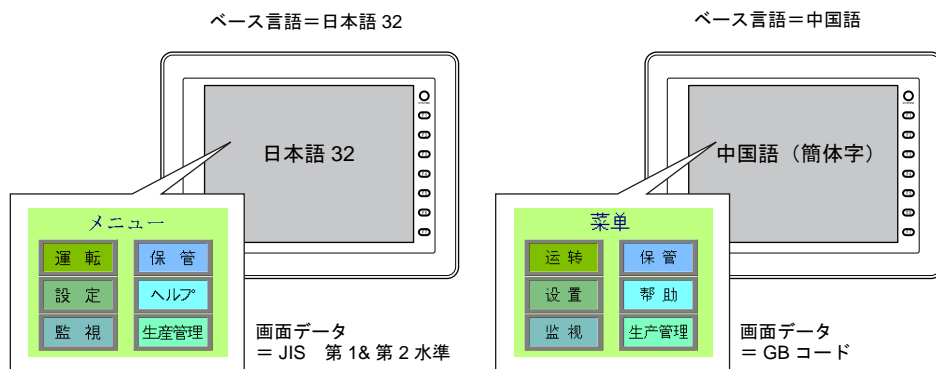 ベース言語＝日本語 32
日本語 32
メニュー
運 転
保 管
設 定
ヘルプ
監 視
生産管理
画面データ
＝ JIS 第 1& 第 2 水準
ベース言語＝中国語
中国語（簡体字）
菜单
运 转
保 管
设 置
帮 助
监 视
生产管理
画面データ
＝ GB コード